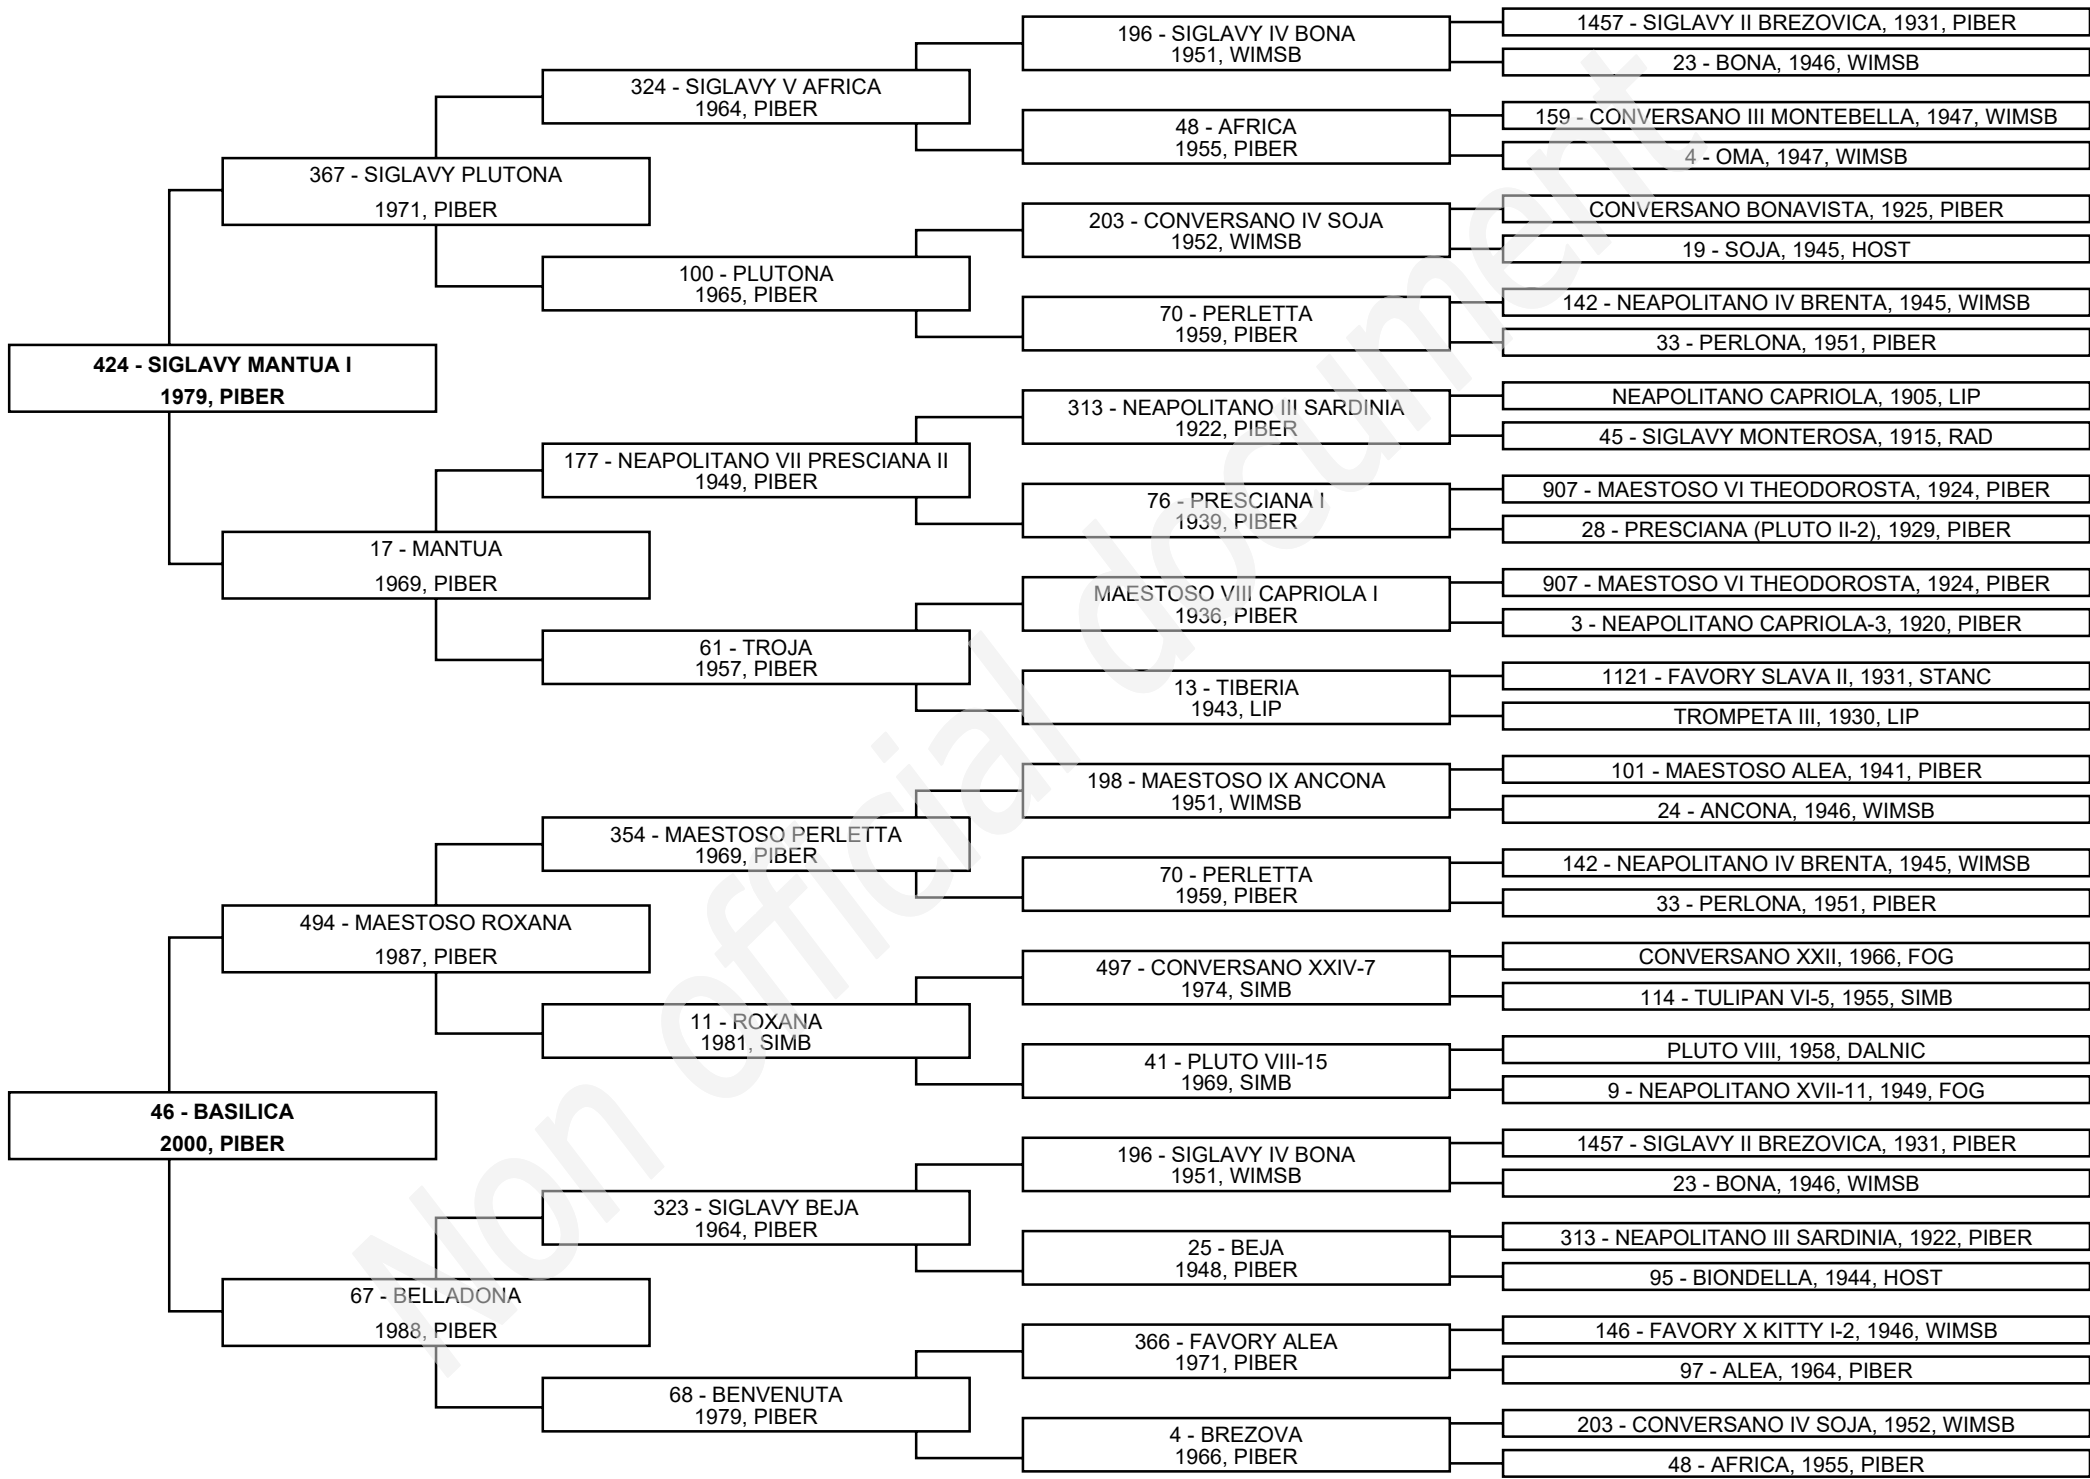 424 - SIGLAVY MANTUA I
1979, PIBER
46 - BASILICA
2000, PIBER
367 - SIGLAVY PLUTONA
1971, PIBER
17 - MANTUA
1969, PIBER
494 - MAESTOSO ROXANA
1987, PIBER
67 - BELLADONA
1988, PIBER
324 - SIGLAVY V AFRICA
1964, PIBER
100 - PLUTONA
1965, PIBER
177 - NEAPOLITANO VII PRESCIANA II
1949, PIBER
61 - TROJA
1957, PIBER
354 - MAESTOSO PERLETTA
1969, PIBER
11 - ROXANA
1981, SIMB
323 - SIGLAVY BEJA
1964, PIBER
68 - BENVENUTA
1979, PIBER
196 - SIGLAVY IV BONA
1951, WIMSB
48 - AFRICA
1955, PIBER
203 - CONVERSANO IV SOJA
1952, WIMSB
70 - PERLETTA
1959, PIBER
313 - NEAPOLITANO III SARDINIA
1922, PIBER
76 - PRESCIANA I
1939, PIBER
MAESTOSO VIII CAPRIOLA I
1936, PIBER
13 - TIBERIA
1943, LIP
198 - MAESTOSO IX ANCONA
1951, WIMSB
70 - PERLETTA
1959, PIBER
497 - CONVERSANO XXIV-7
1974, SIMB
41 - PLUTO VIII-15
1969, SIMB
196 - SIGLAVY IV BONA
1951, WIMSB
25 - BEJA
1948, PIBER
366 - FAVORY ALEA
1971, PIBER
4 - BREZOVA
1966, PIBER
1457 - SIGLAVY II BREZOVICA, 1931, PIBER
23 - BONA, 1946, WIMSB
159 - CONVERSANO III MONTEBELLA, 1947, WIMSB
4 - OMA, 1947, WIMSB
CONVERSANO BONAVISTA, 1925, PIBER
19 - SOJA, 1945, HOST
142 - NEAPOLITANO IV BRENTA, 1945, WIMSB
33 - PERLONA, 1951, PIBER
NEAPOLITANO CAPRIOLA, 1905, LIP
45 - SIGLAVY MONTEROSA, 1915, RAD
907 - MAESTOSO VI THEODOROSTA, 1924, PIBER
28 - PRESCIANA (PLUTO II-2), 1929, PIBER
907 - MAESTOSO VI THEODOROSTA, 1924, PIBER
3 - NEAPOLITANO CAPRIOLA-3, 1920, PIBER
1121 - FAVORY SLAVA II, 1931, STANC
TROMPETA III, 1930, LIP
101 - MAESTOSO ALEA, 1941, PIBER
24 - ANCONA, 1946, WIMSB
142 - NEAPOLITANO IV BRENTA, 1945, WIMSB
33 - PERLONA, 1951, PIBER
CONVERSANO XXII, 1966, FOG
114 - TULIPAN VI-5, 1955, SIMB
PLUTO VIII, 1958, DALNIC
9 - NEAPOLITANO XVII-11, 1949, FOG
1457 - SIGLAVY II BREZOVICA, 1931, PIBER
23 - BONA, 1946, WIMSB
313 - NEAPOLITANO III SARDINIA, 1922, PIBER
95 - BIONDELLA, 1944, HOST
146 - FAVORY X KITTY I-2, 1946, WIMSB
97 - ALEA, 1964, PIBER
203 - CONVERSANO IV SOJA, 1952, WIMSB
48 - AFRICA, 1955, PIBER
Non official document